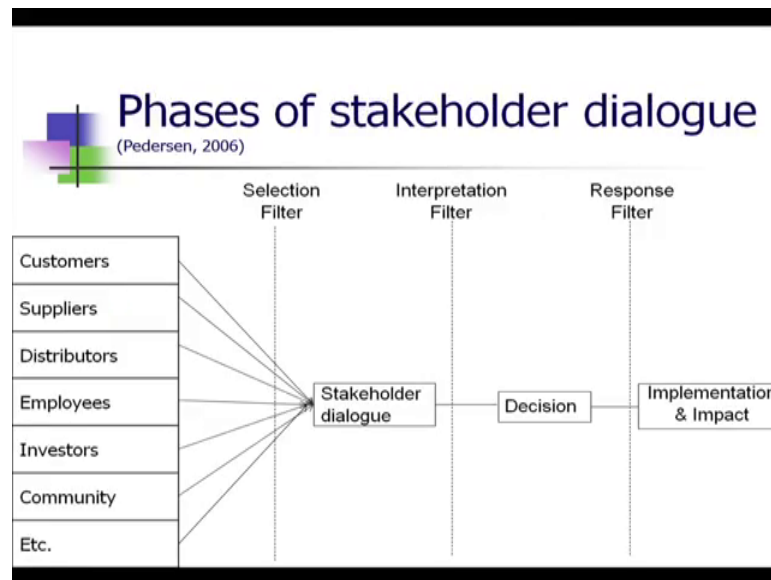 Phases of stakeholder dialogue
(Pedersen, 2006)
Selection
Filter
Interpretation
Filter
Response
Filter
Customers
Suppliers
Distributors
Employees
Investors
Community
Etc.
Stakeholder
dialogue
Decision
Implementation
& Impact